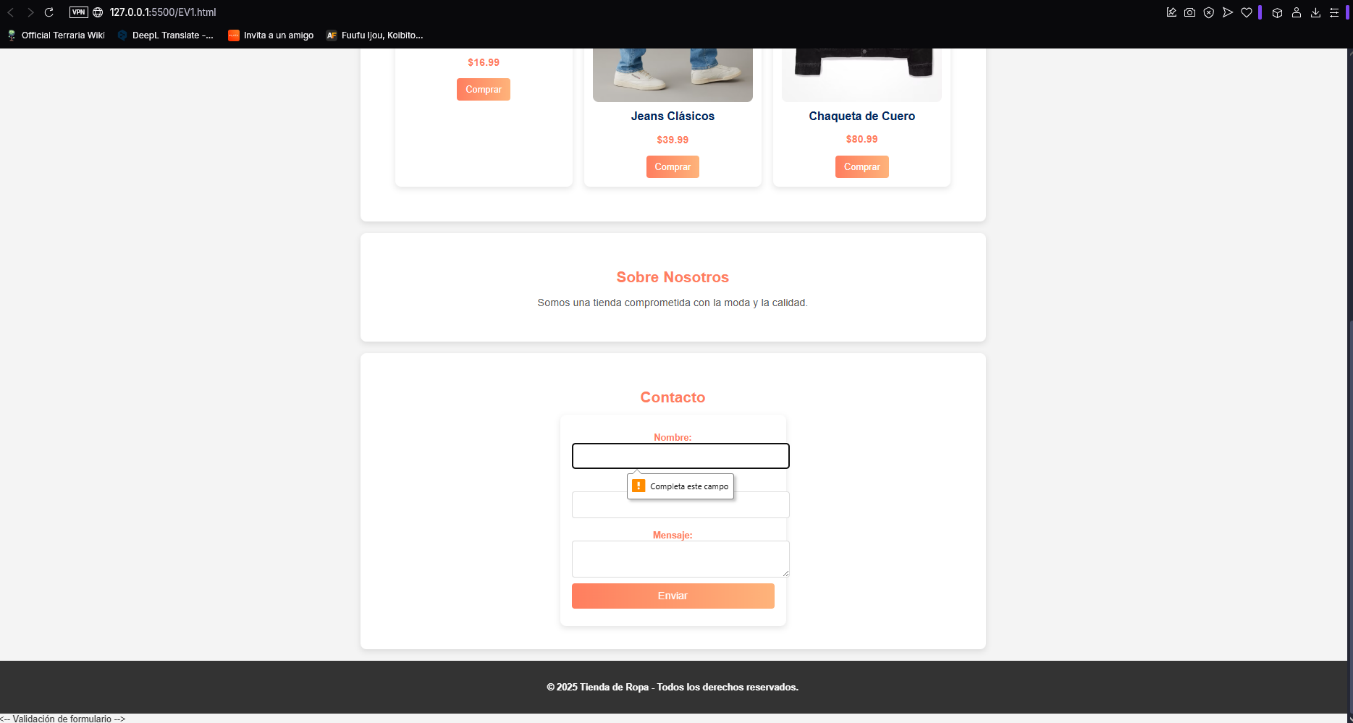 VPN 127.0.0.1:5500/EV1.html
Official Terraria Wiki DeepL Translate -... Invita a un amigo AF Fuufu Ijou, Koibito...
$16.99
Comprar
Jeans Clásicos
$39.99
Comprar
Chaqueta de Cuero
$80.99
Comprar
Sobre Nosotros
Somos una tienda comprometida con la moda y la calidad.
Contacto
Nombre:
Completa este campo
Mensaje:
Enviar
© 2025 Tienda de Ropa - Todos los derechos reservados.
<-- Validación de formulario -->